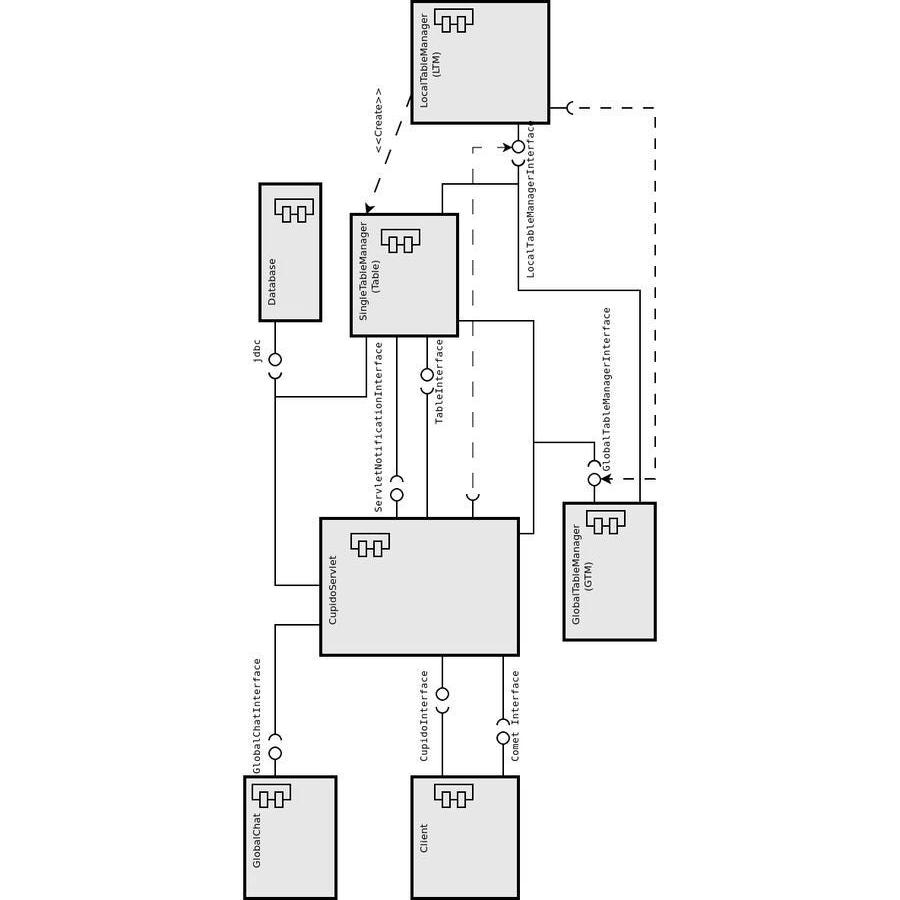 LocalTableManager
(LTM)
<<Create>>
LocalTableManagerInterface
Database
jdbc
SingleTableManager
(Table)
ServletNotificationInterface
TableInterface
GlobalTableManagerInterface
CupidoServlet
GlobalTableManager
(GTM)
GlobalChatInterface
CupidoInterface
Comet Interface
GlobalChat
Client